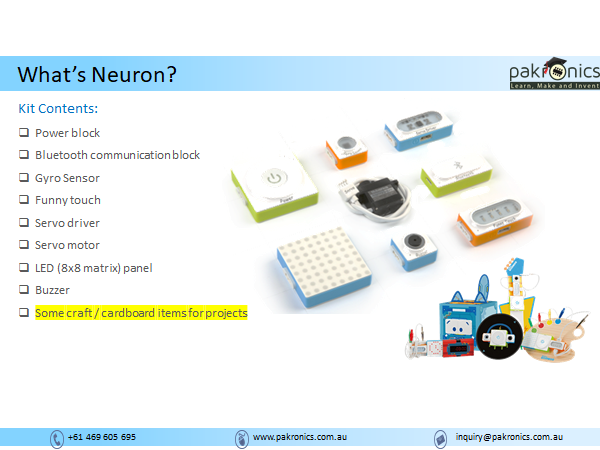 What's Neuron?
pakronics
Learn, Make and Invent
Kit Contents:
Power block
Bluetooth communication block
Gyro Sensor
Funny touch
Servo driver
Servo motor
LED (8x8 matrix) panel
Buzzer
Some craft / cardboard items for projects
Power
+61 469 605 695
www.pakronics.com.au
inquiry@pakronics.com.au